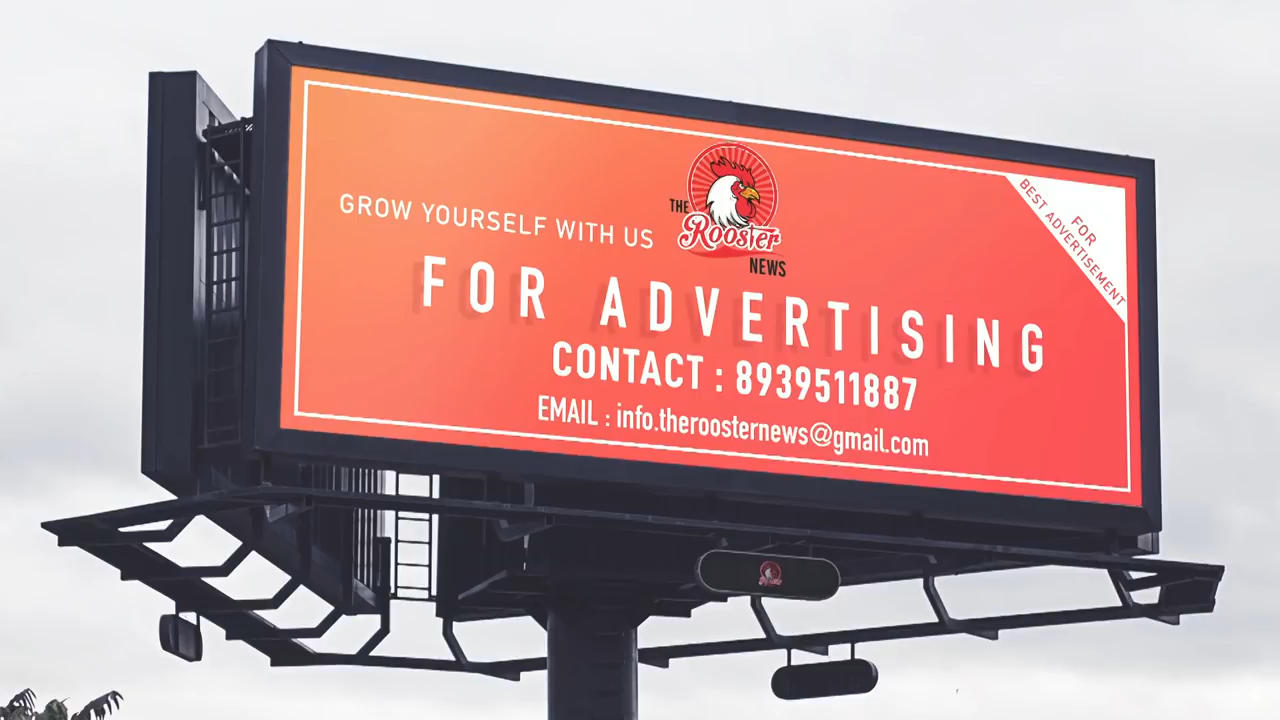 GROW YOURSELF WITH US
THE
Rooster
NEWS
FOR ADVERTISING
CONTACT : 8939511887
EMAIL : info.theroosternews@gmail.com
FOR
BEST ADVERTISEMENT